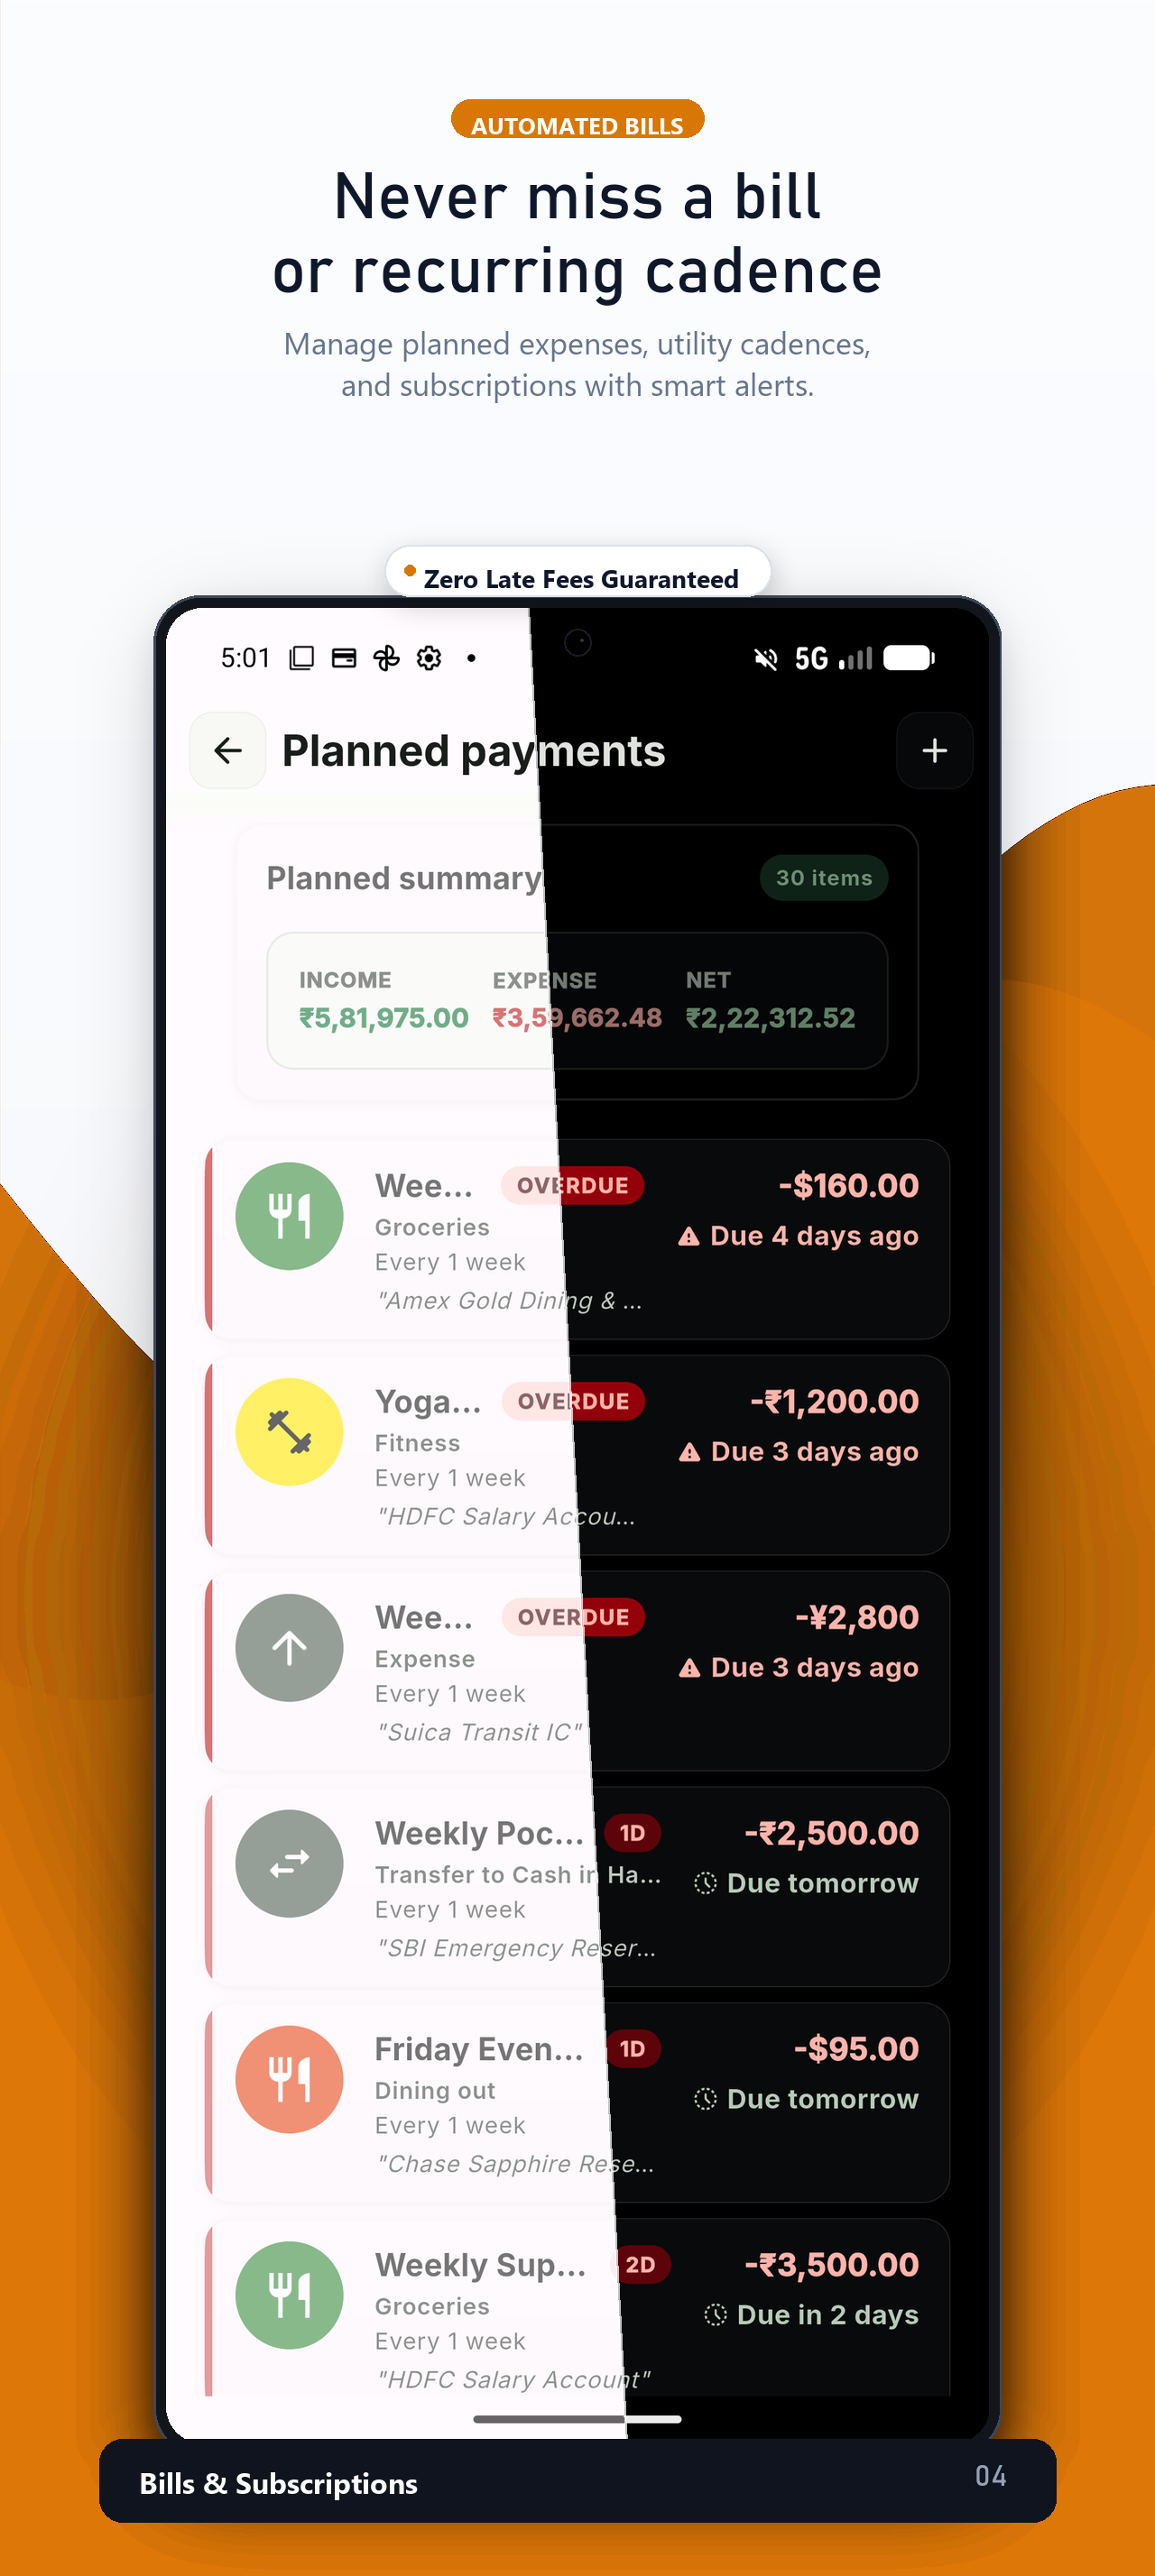 AUTOMATED BILLS
Never miss a bill
or recurring cadence
Manage planned expenses, utility cadences,
and subscriptions with smart alerts.
Zero Late Fees Guaranteed
5:01 5G
Planned payments
Planned summary 30 items
INCOME EXPENSE NET
₹5,81,975.00 ₹3,59,662.48 ₹2,22,312.52
Wee... OVERDUE -$160.00
Groceries Due 4 days ago
Every 1 week
"Amex Gold Dining & ...
Yoga... OVERDUE -₹1,200.00
Fitness Due 3 days ago
Every 1 week
"HDFC Salary Accou...
Wee... OVERDUE -¥2,800
Expense Due 3 days ago
Every 1 week
"Suica Transit IC"
Weekly Poc... 1D -₹2,500.00
Transfer to Cash in Ha... Due tomorrow
Every 1 week
"SBI Emergency Reser...
Friday Even... 1D -$95.00
Dining out Due tomorrow
Every 1 week
"Chase Sapphire Rese...
Weekly Sup... 2D -₹3,500.00
Groceries Due in 2 days
Every 1 week
"HDFC Salary Account"
Bills & Subscriptions 04